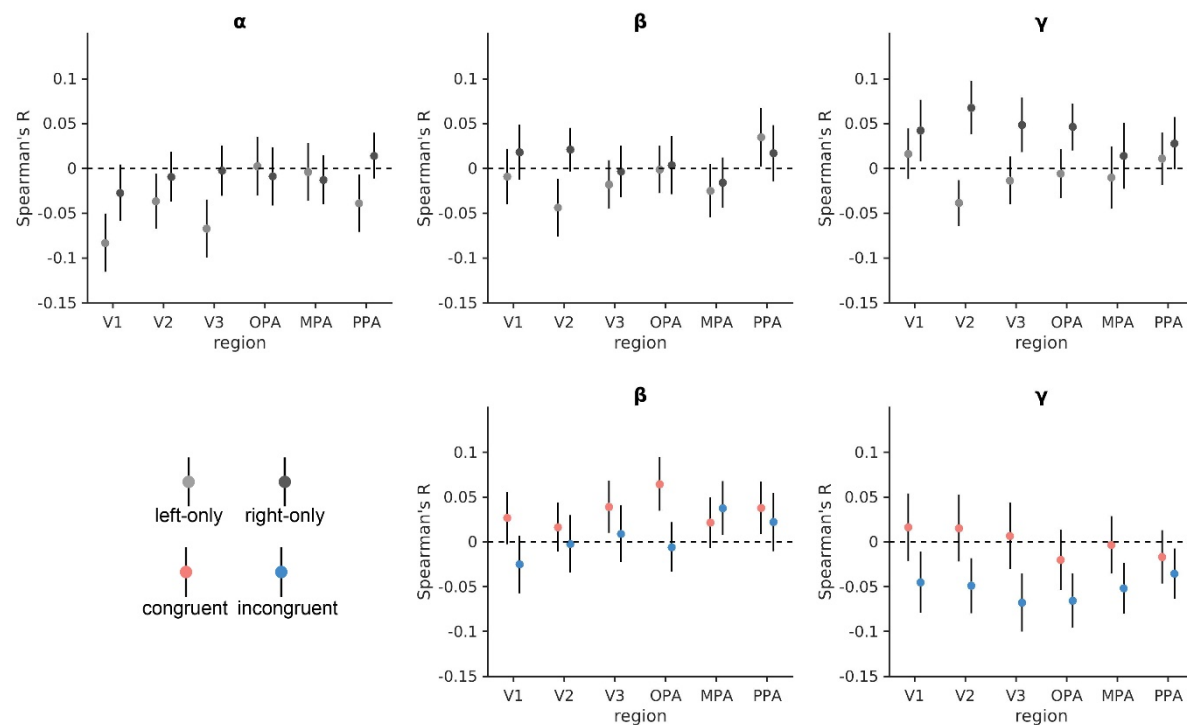 α
Spearman's R
0.1
0.05
0
-0.05
-0.1
-0.15
V1 V2 V3 OPA MPA PPA
region
β
Spearman's R
0.1
0.05
0
-0.05
-0.1
-0.15
V1 V2 V3 OPA MPA PPA
region
γ
Spearman's R
0.1
0.05
0
-0.05
-0.1
-0.15
V1 V2 V3 OPA MPA PPA
region
left-only right-only
congruent incongruent
β
Spearman's R
0.1
0.05
0
-0.05
-0.1
-0.15
V1 V2 V3 OPA MPA PPA
region
γ
Spearman's R
0.1
0.05
0
-0.05
-0.1
-0.15
V1 V2 V3 OPA MPA PPA
region